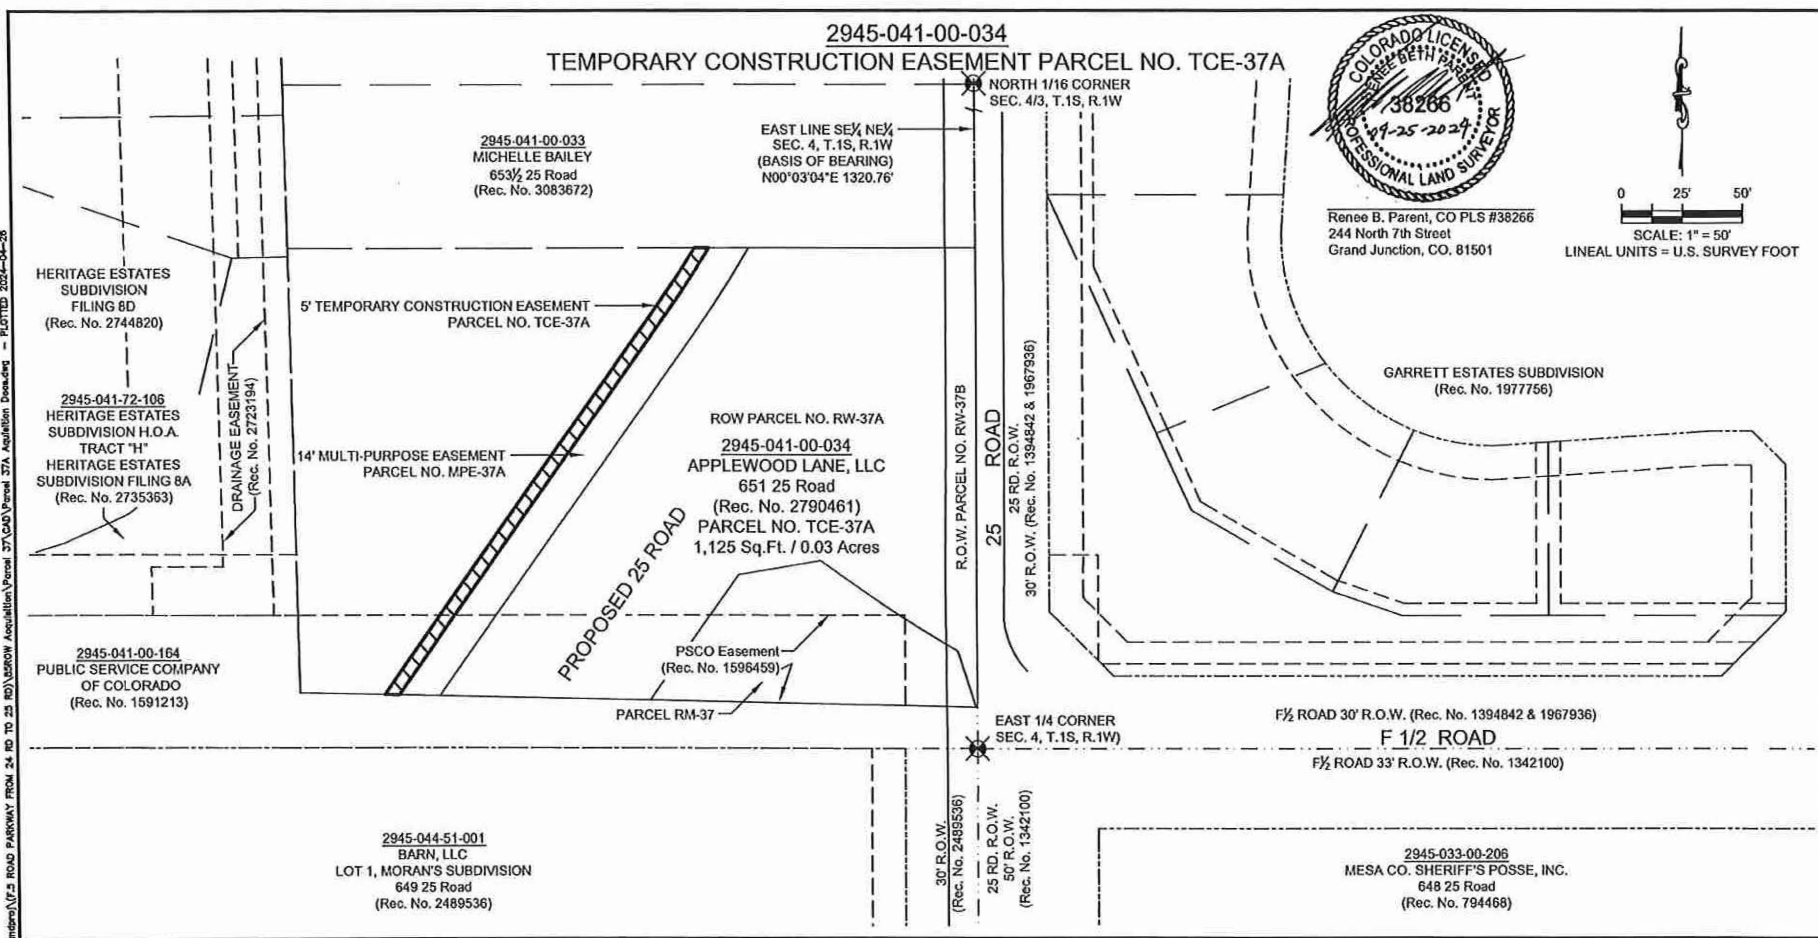 2945-041-00-034
TEMPORARY CONSTRUCTION EASEMENT PARCEL NO. TCE-37A
NORTH 1/16 CORNER
SEC. 4/3, T.1S, R.1W
EAST LINE SE¼ NE¼
SEC. 4, T.1S, R.1W
(BASIS OF BEARING)
N00°03'04"E 1320.76'
2945-041-00-033
MICHELLE BAILEY
653½ 25 Road
(Rec. No. 3083672)
COLORADO LICENSED
RENEE BETH PARENT
38266
09-25-2024
PROFESSIONAL LAND SURVEYOR
Renee B. Parent, CO PLS #38266
244 North 7th Street
Grand Junction, CO. 81501
0 25' 50'
SCALE: 1" = 50'
LINEAL UNITS = U.S. SURVEY FOOT
HERITAGE ESTATES
SUBDIVISION
FILING 8D
(Rec. No. 2744820)
5' TEMPORARY CONSTRUCTION EASEMENT
PARCEL NO. TCE-37A
2945-041-72-106
HERITAGE ESTATES
SUBDIVISION H.O.A.
TRACT "H"
HERITAGE ESTATES
SUBDIVISION FILING 8A
(Rec. No. 2735363)
DRAINAGE EASEMENT
(Rec. No. 2723194)
14' MULTI-PURPOSE EASEMENT
PARCEL NO. MPE-37A
ROW PARCEL NO. RW-37A
2945-041-00-034
APPLEWOOD LANE, LLC
651 25 Road
(Rec. No. 2790461)
PARCEL NO. TCE-37A
1,125 Sq.Ft. / 0.03 Acres
PROPOSED 25 ROAD
R.O.W. PARCEL NO. RW-37B
25 ROAD
25 RD. R.O.W.
30' R.O.W. (Rec. No. 1394842 & 1967936)
GARRETT ESTATES SUBDIVISION
(Rec. No. 1977756)
2945-041-00-164
PUBLIC SERVICE COMPANY
OF COLORADO
(Rec. No. 1591213)
PSCO Easement
(Rec. No. 1596459)
PARCEL RM-37
EAST 1/4 CORNER
SEC. 4, T.1S, R.1W)
F½ ROAD 30' R.O.W. (Rec. No. 1394842 & 1967936)
F 1/2 ROAD
F½ ROAD 33' R.O.W. (Rec. No. 1342100)
2945-044-51-001
BARN, LLC
LOT 1, MORAN'S SUBDIVISION
649 25 Road
(Rec. No. 2489536)
30' R.O.W.
(Rec. No. 2489536)
25 RD. R.O.W.
50' R.O.W.
(Rec. No. 1342100)
2945-033-00-206
MESA CO. SHERIFF'S POSSE, INC.
648 25 Road
(Rec. No. 794468)